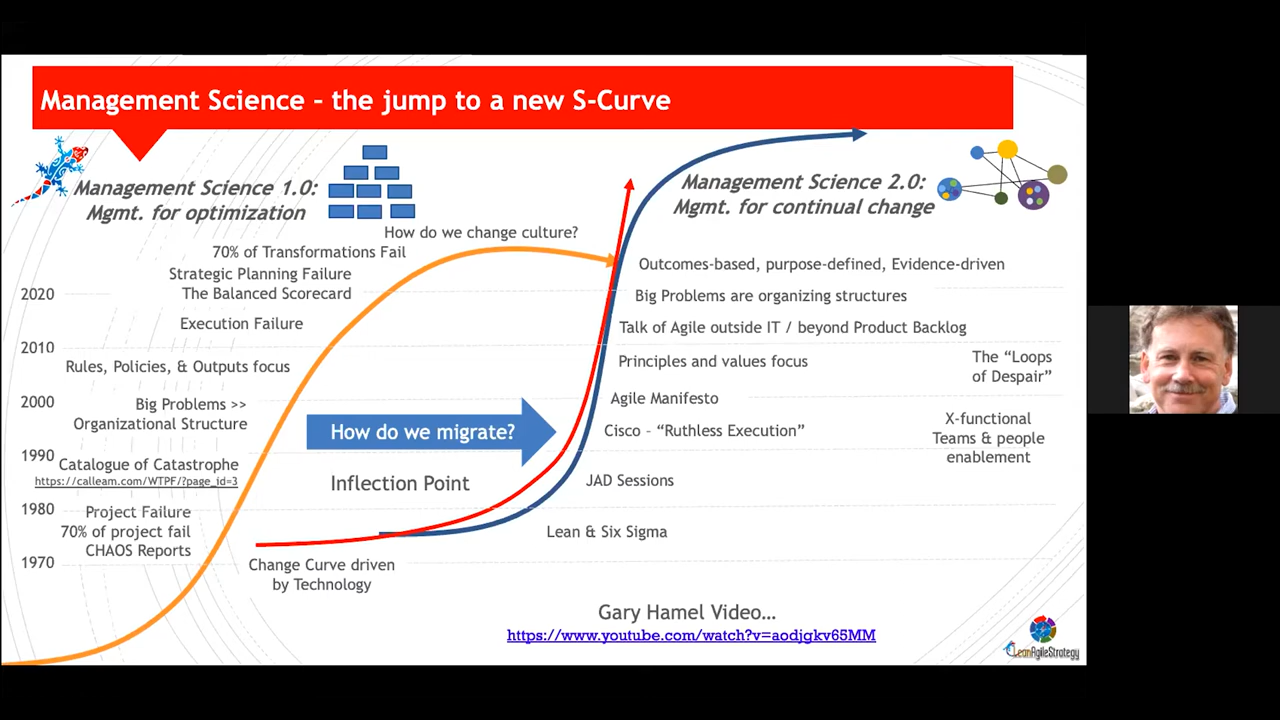 Management Science – the jump to a new S-Curve
Management Science 1.0:
Mgmt. for optimization
Management Science 2.0:
Mgmt. for continual change
How do we change culture?
70% of Transformations Fail
Strategic Planning Failure
The Balanced Scorecard
2020
Execution Failure
2010
Rules, Policies, & Outputs focus
2000
Big Problems >>
Organizational Structure
1990
Catalogue of Catastrophe
https://calleam.com/WTPF/?page_id=3
1980
Project Failure
70% of project fail
CHAOS Reports
1970
How do we migrate?
Inflection Point
Change Curve driven
by Technology
Outcomes-based, purpose-defined, Evidence-driven
Big Problems are organizing structures
Talk of Agile outside IT / beyond Product Backlog
Principles and values focus
The “Loops
of Despair”
Agile Manifesto
Cisco – “Ruthless Execution”
X-functional
Teams & people
enablement
JAD Sessions
Lean & Six Sigma
Gary Hamel Video…
https://www.youtube.com/watch?v=aodjgkv65MM
LeanAgileStrategy